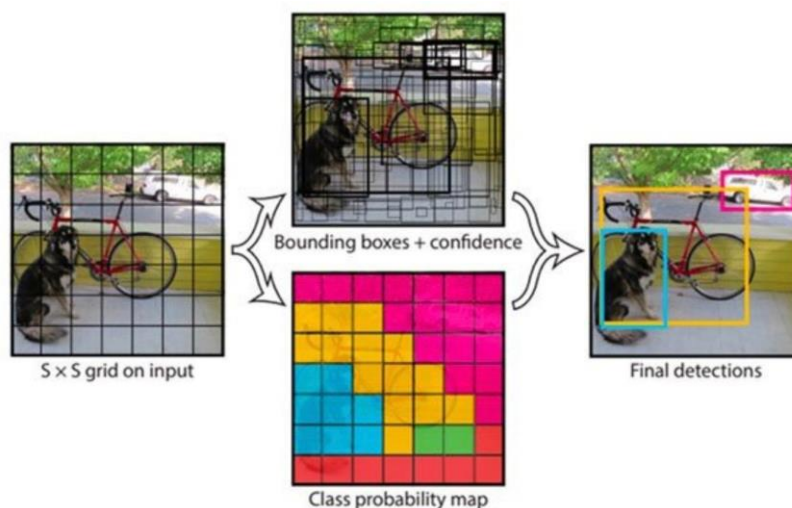 Bounding boxes + confidence
S × S grid on input
Final detections
Class probability map